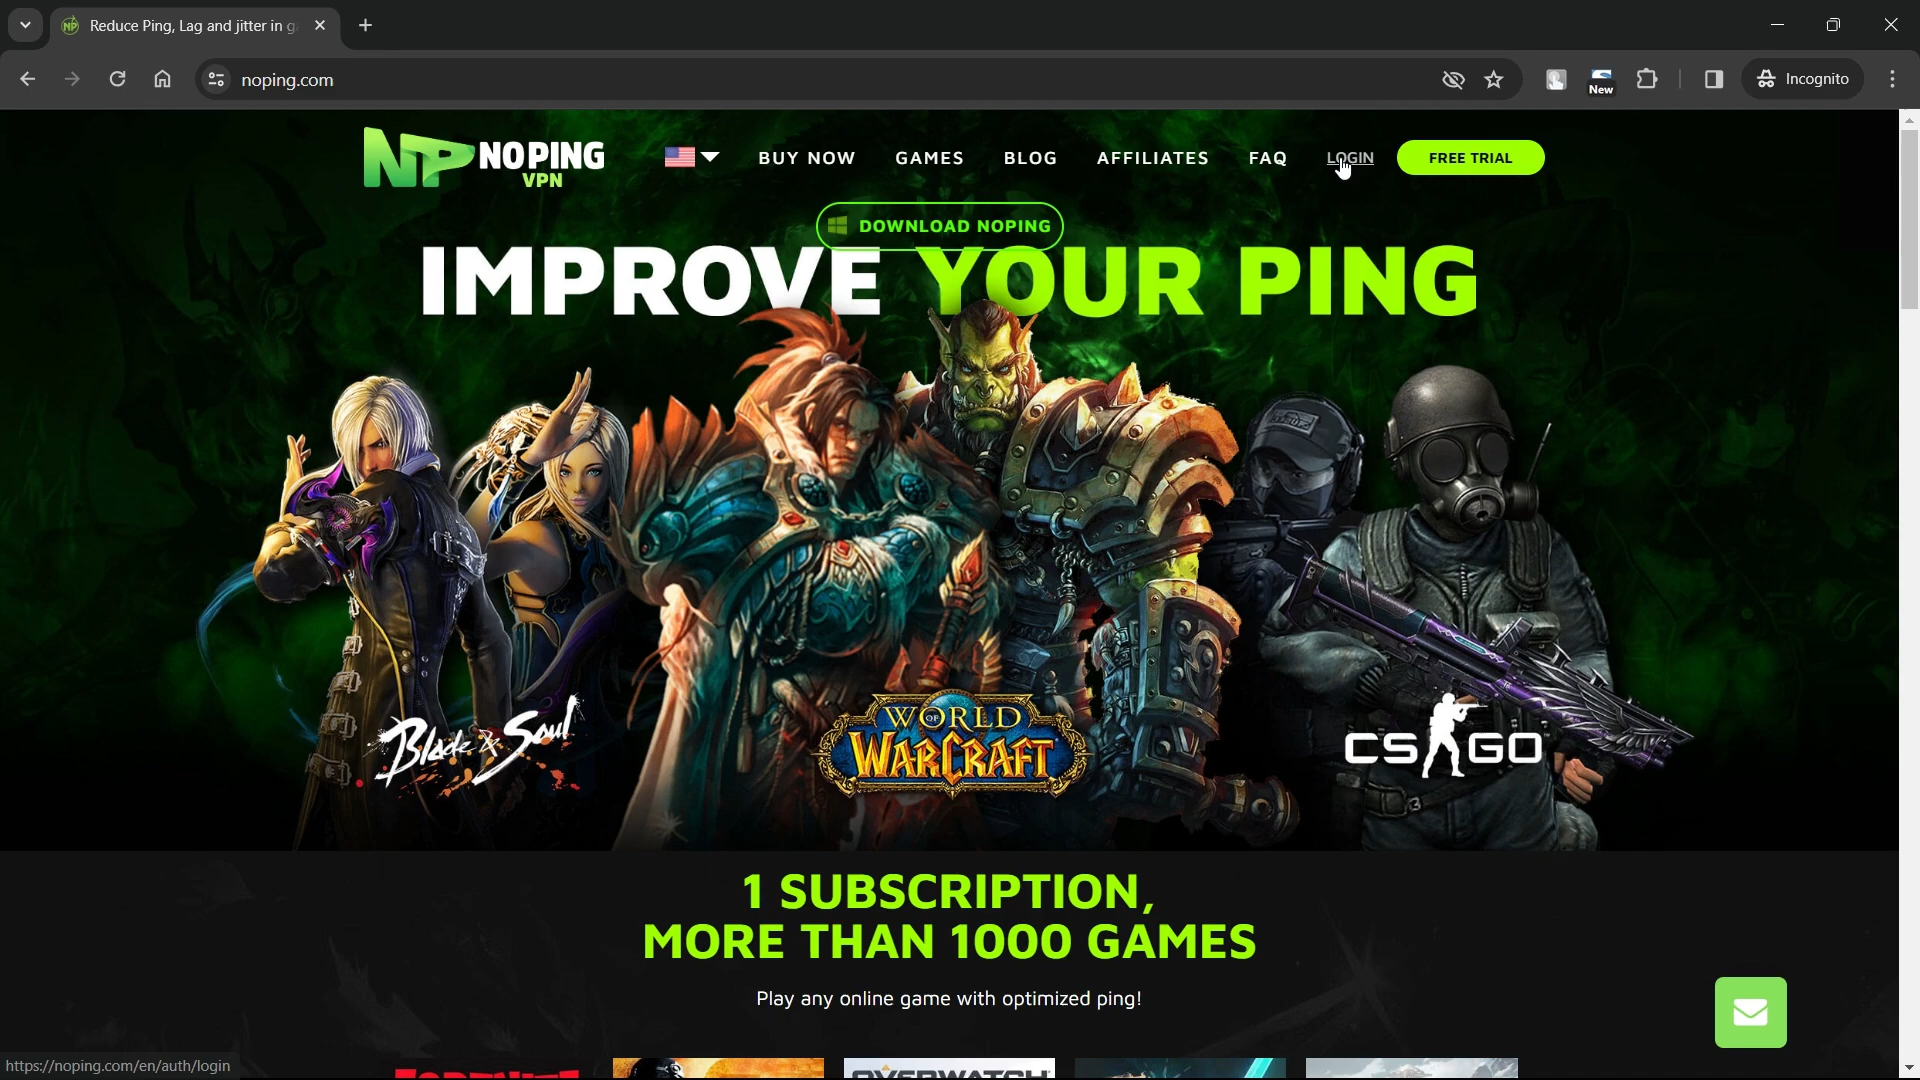 Reduce Ping, Lag and jitter in g
noping.com
New
Incognito
NP NOPING
VPN
BUY NOW
GAMES
BLOG
AFFILIATES
FAQ
LOGIN
FREE TRIAL
DOWNLOAD NOPING
IMPROVE YOUR PING
Blade & Soul
WORLD
OF
WARCRAFT
CS GO
1 SUBSCRIPTION,
MORE THAN 1000 GAMES
Play any online game with optimized ping!
FORTNITE
OVERWATCH
https://noping.com/en/auth/login